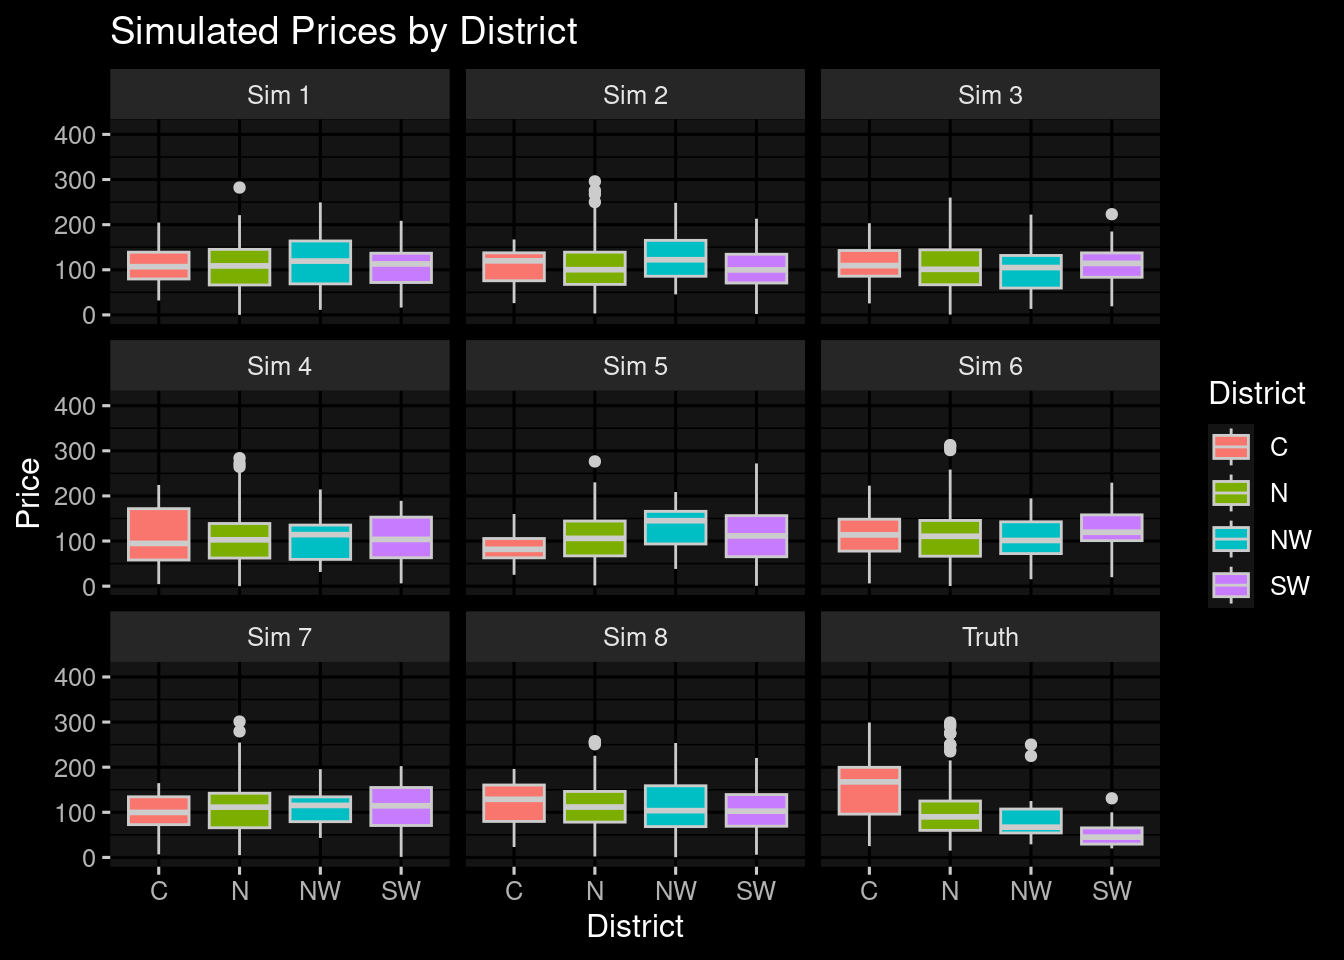 Simulated Prices by District
Sim 1
Sim 2
Sim 3
400
300
200
100
0
Sim 4
Sim 5
Sim 6
400
300
200
100
0
Sim 7
Sim 8
Truth
400
300
200
100
0
C N NW SW
C N NW SW
C N NW SW
District
Price
District
C
N
NW
SW